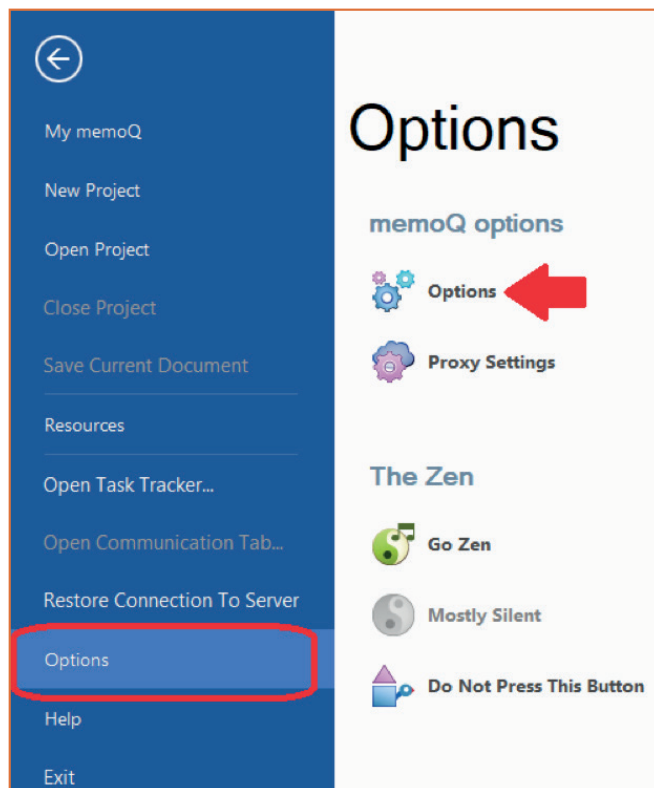 My memoQ
New Project
Open Project
Close Project
Save Current Document
Resources
Open Task Tracker...
Open Communication Tab...
Restore Connection To Server
Options
Help
Exit
Options
memoQ options
Options
Proxy Settings
The Zen
Go Zen
Mostly Silent
Do Not Press This Button